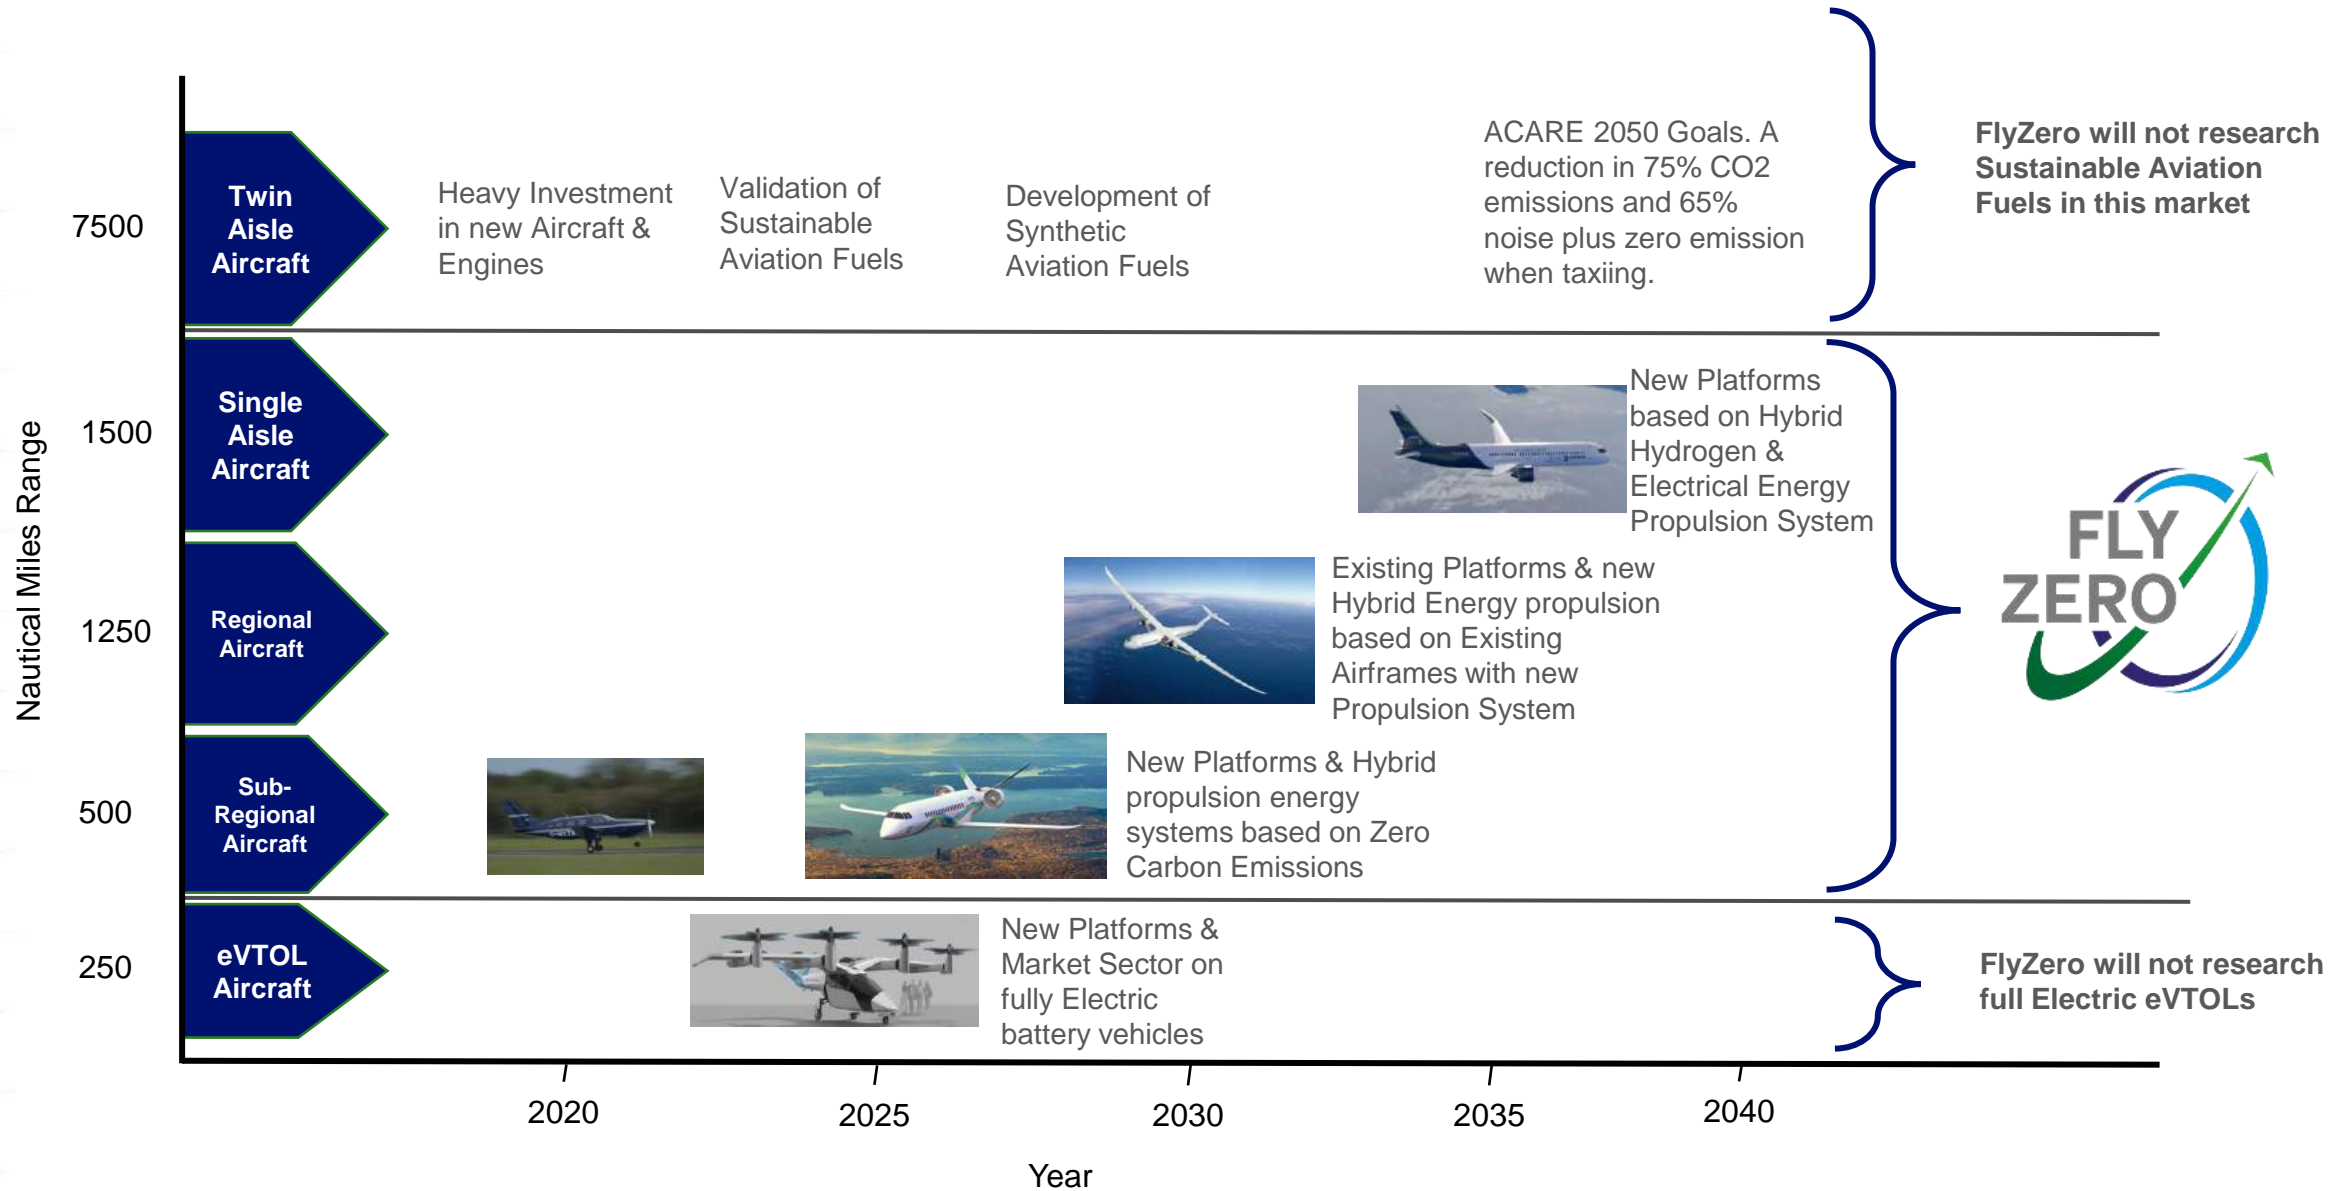 Nautical Miles Range
7500
Twin
Aisle
Aircraft
Heavy Investment
in new Aircraft &
Engines
Validation of
Sustainable
Aviation Fuels
Development of
Synthetic
Aviation Fuels
ACARE 2050 Goals. A
reduction in 75% CO2
emissions and 65%
noise plus zero emission
when taxiing.
FlyZero will not research
Sustainable Aviation
Fuels in this market
1500
Single
Aisle
Aircraft
New Platforms
based on Hybrid
Hydrogen &
Electrical Energy
Propulsion System
1250
Regional
Aircraft
Existing Platforms & new
Hybrid Energy propulsion
based on Existing
Airframes with new
Propulsion System
FLY
ZERO
500
Sub-
Regional
Aircraft
New Platforms & Hybrid
propulsion energy
systems based on Zero
Carbon Emissions
250
eVTOL
Aircraft
New Platforms &
Market Sector on
fully Electric
battery vehicles
FlyZero will not research
full Electric eVTOLs
2020
2025
2030
2035
2040
Year